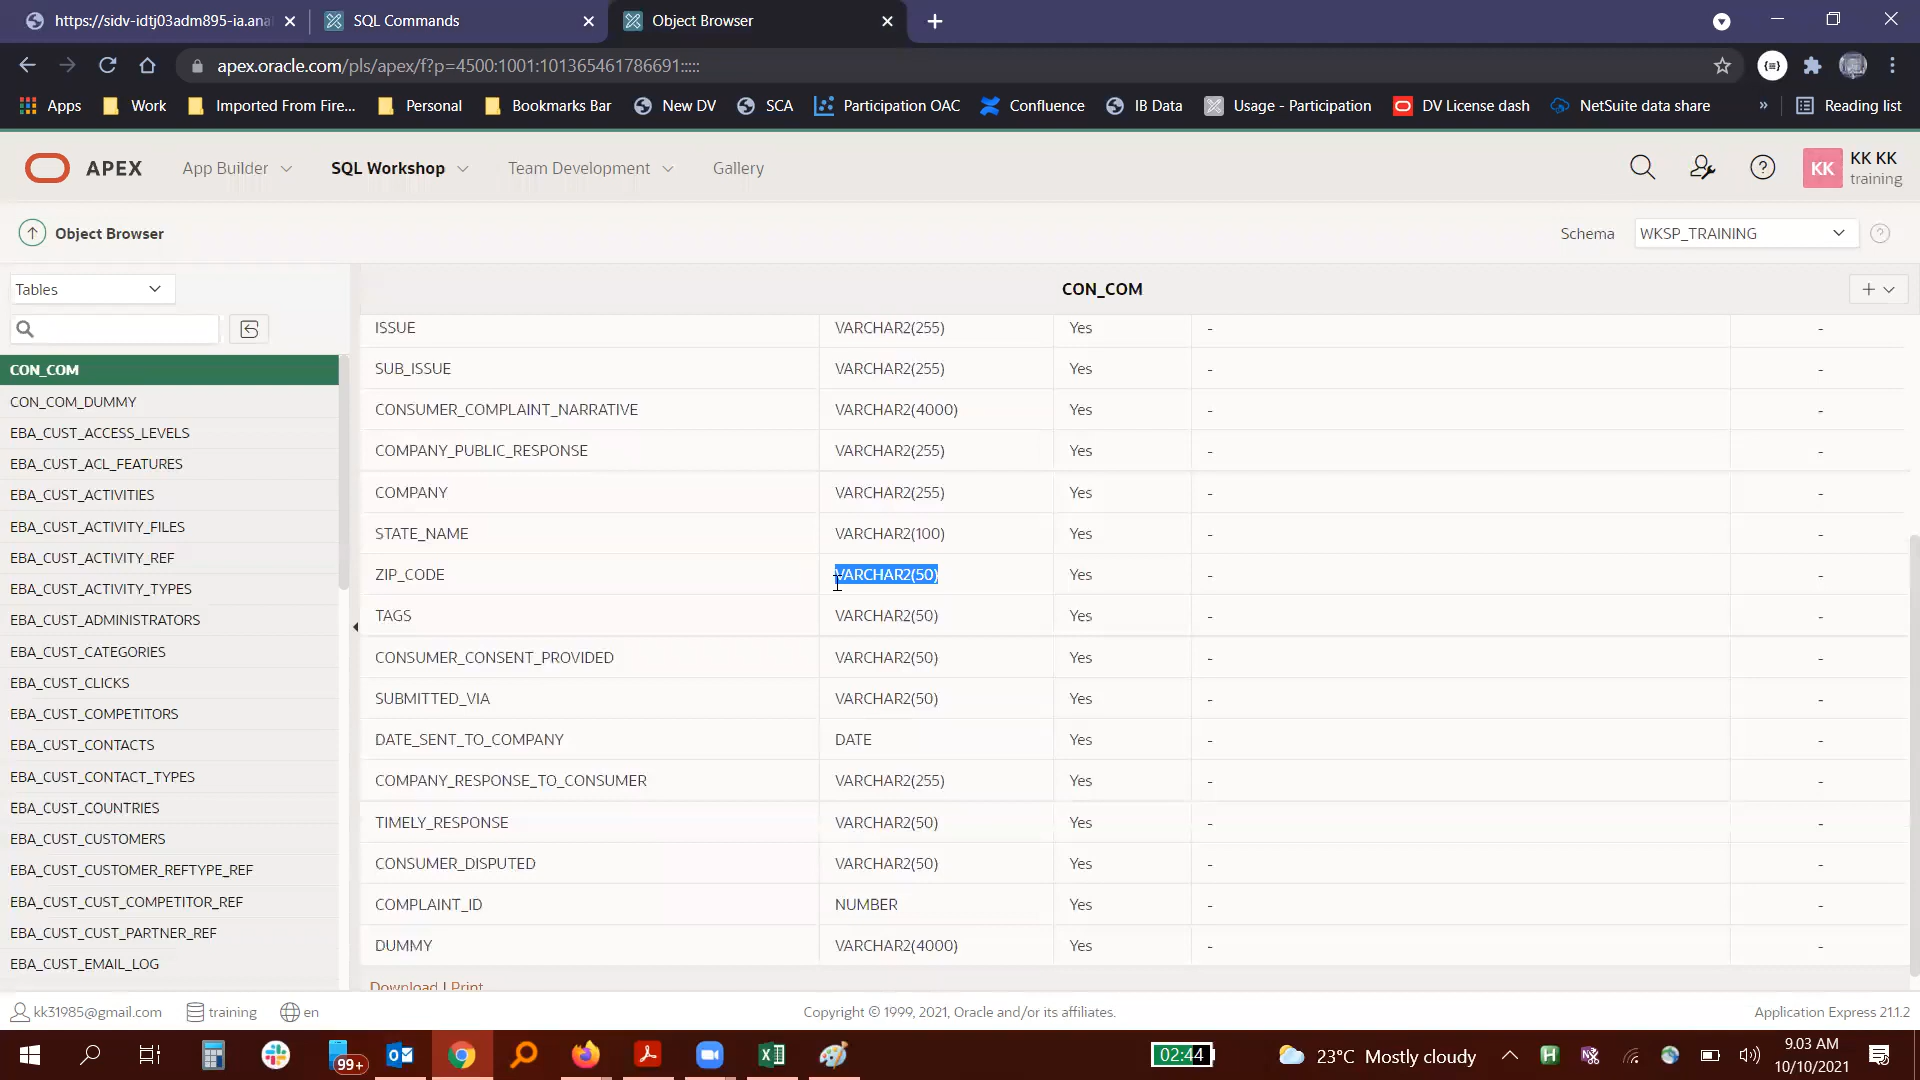 https://sidv-idtj03adm895-ia.ana
SQL Commands
Object Browser
apex.oracle.com/pls/apex/f?p=4500:1001:101365461786691:::::
Apps
Work
Imported From Fire...
Personal
Bookmarks Bar
New DV
SCA
Participation OAC
Confluence
IB Data
Usage - Participation
DV License dash
NetSuite data share
»
Reading list
APEX
App Builder
SQL Workshop
Team Development
Gallery
KK
KK KK
training
Object Browser
Schema
WKSP_TRAINING
Tables
CON_COM
CON_COM
CON_COM_DUMMY
EBA_CUST_ACCESS_LEVELS
EBA_CUST_ACL_FEATURES
EBA_CUST_ACTIVITIES
EBA_CUST_ACTIVITY_FILES
EBA_CUST_ACTIVITY_REF
EBA_CUST_ACTIVITY_TYPES
EBA_CUST_ADMINISTRATORS
EBA_CUST_CATEGORIES
EBA_CUST_CLICKS
EBA_CUST_COMPETITORS
EBA_CUST_CONTACTS
EBA_CUST_CONTACT_TYPES
EBA_CUST_COUNTRIES
EBA_CUST_CUSTOMERS
EBA_CUST_CUSTOMER_REFTYPE_REF
EBA_CUST_CUST_COMPETITOR_REF
EBA_CUST_CUST_PARTNER_REF
EBA_CUST_EMAIL_LOG
ISSUE VARCHAR2(255) Yes - -
SUB_ISSUE VARCHAR2(255) Yes - -
CONSUMER_COMPLAINT_NARRATIVE VARCHAR2(4000) Yes - -
COMPANY_PUBLIC_RESPONSE VARCHAR2(255) Yes - -
COMPANY VARCHAR2(255) Yes - -
STATE_NAME VARCHAR2(100) Yes - -
ZIP_CODE VARCHAR2(50) Yes - -
TAGS VARCHAR2(50) Yes - -
CONSUMER_CONSENT_PROVIDED VARCHAR2(50) Yes - -
SUBMITTED_VIA VARCHAR2(50) Yes - -
DATE_SENT_TO_COMPANY DATE Yes - -
COMPANY_RESPONSE_TO_CONSUMER VARCHAR2(255) Yes - -
TIMELY_RESPONSE VARCHAR2(50) Yes - -
CONSUMER_DISPUTED VARCHAR2(50) Yes - -
COMPLAINT_ID NUMBER Yes - -
DUMMY VARCHAR2(4000) Yes - -
Download | Print
kk31985@gmail.com
training
en
Copyright © 1999, 2021, Oracle and/or its affiliates.
Application Express 21.1.2
99+
02:44
23°C Mostly cloudy
9.03 AM
10/10/2021